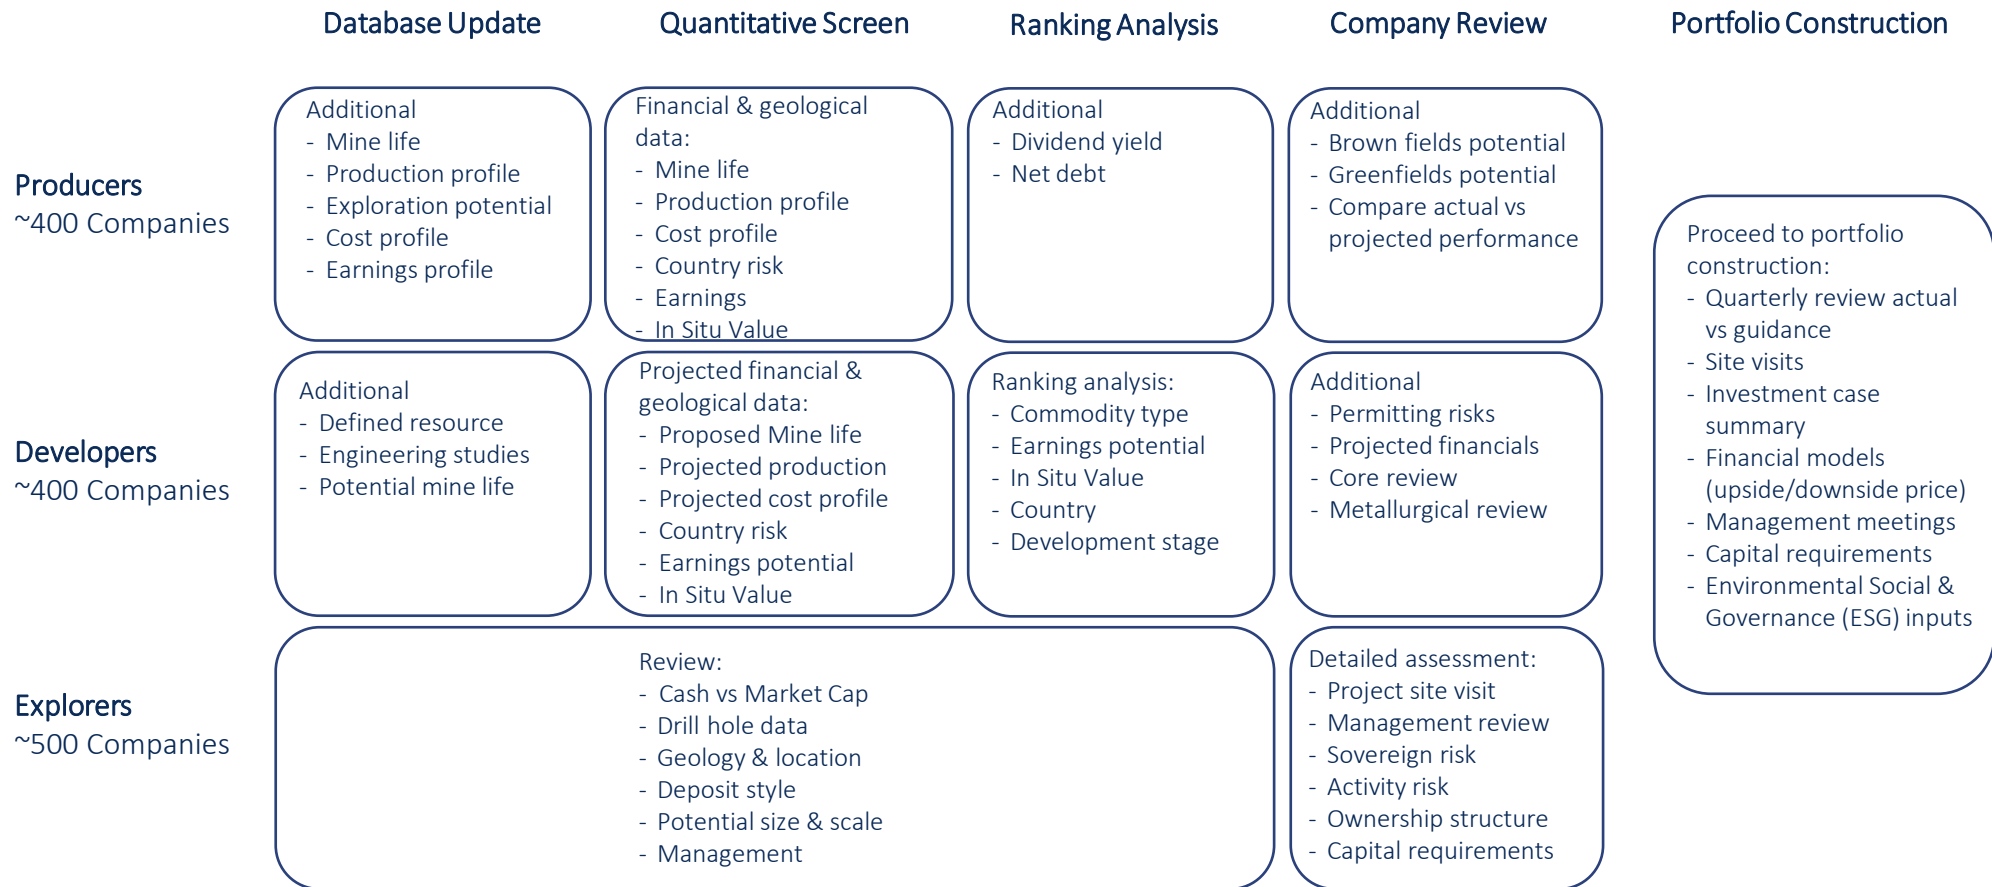 Database Update
Quantitative Screen
Ranking Analysis
Company Review
Portfolio Construction
Producers
~400 Companies
Additional
- Mine life
- Production profile
- Exploration potential
- Cost profile
- Earnings profile
Financial & geological
data:
- Mine life
- Production profile
- Cost profile
- Country risk
- Earnings
- In Situ Value
Additional
- Dividend yield
- Net debt
Additional
- Brown fields potential
- Greenfields potential
- Compare actual vs
projected performance
Developers
~400 Companies
Additional
- Defined resource
- Engineering studies
- Potential mine life
Projected financial &
geological data:
- Proposed Mine life
- Projected production
- Projected cost profile
- Country risk
- Earnings potential
- In Situ Value
Ranking analysis:
- Commodity type
- Earnings potential
- In Situ Value
- Country
- Development stage
Additional
- Permitting risks
- Projected financials
- Core review
- Metallurgical review
Explorers
~500 Companies
Review:
- Cash vs Market Cap
- Drill hole data
- Geology & location
- Deposit style
- Potential size & scale
- Management
Detailed assessment:
- Project site visit
- Management review
- Sovereign risk
- Activity risk
- Ownership structure
- Capital requirements
Proceed to portfolio
construction:
- Quarterly review actual
vs guidance
- Site visits
- Investment case
summary
- Financial models
(upside/downside price)
- Management meetings
- Capital requirements
- Environmental Social &
Governance (ESG) inputs